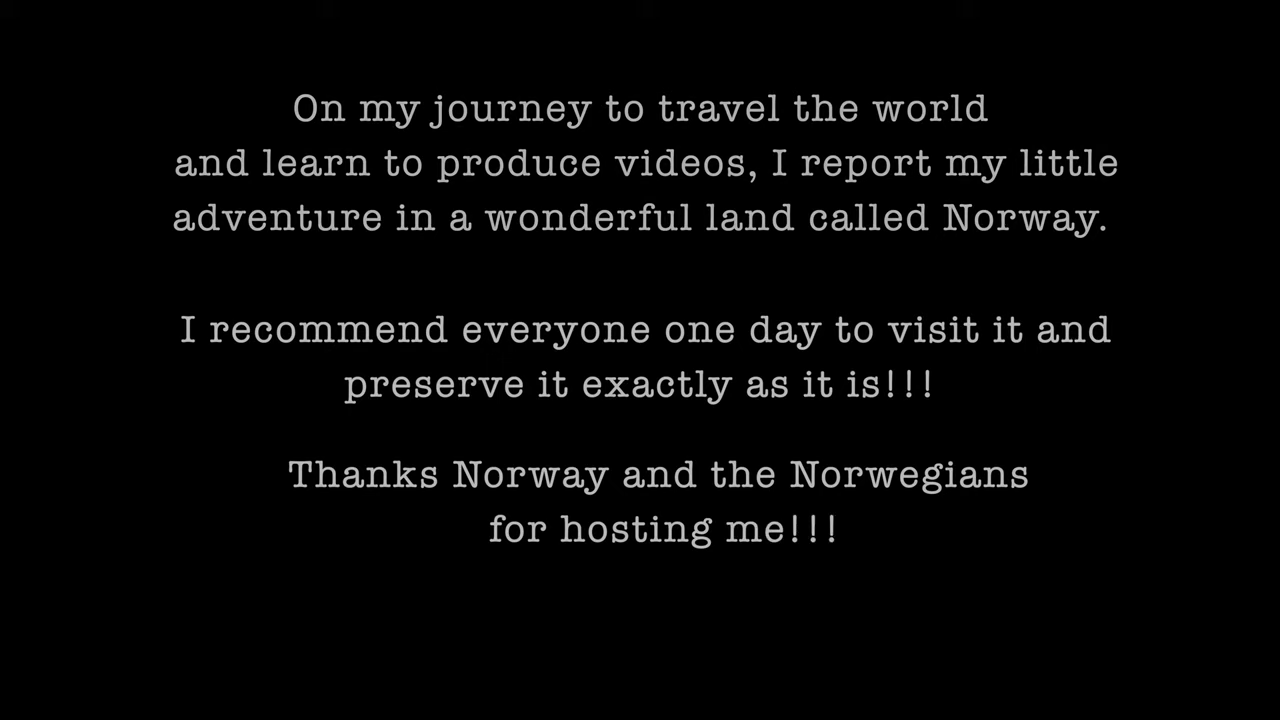 On my journey to travel the world
and learn to produce videos, I report my little
adventure in a wonderful land called Norway.
I recommend everyone one day to visit it and
preserve it exactly as it is!!!
Thanks Norway and the Norwegians
for hosting me!!!